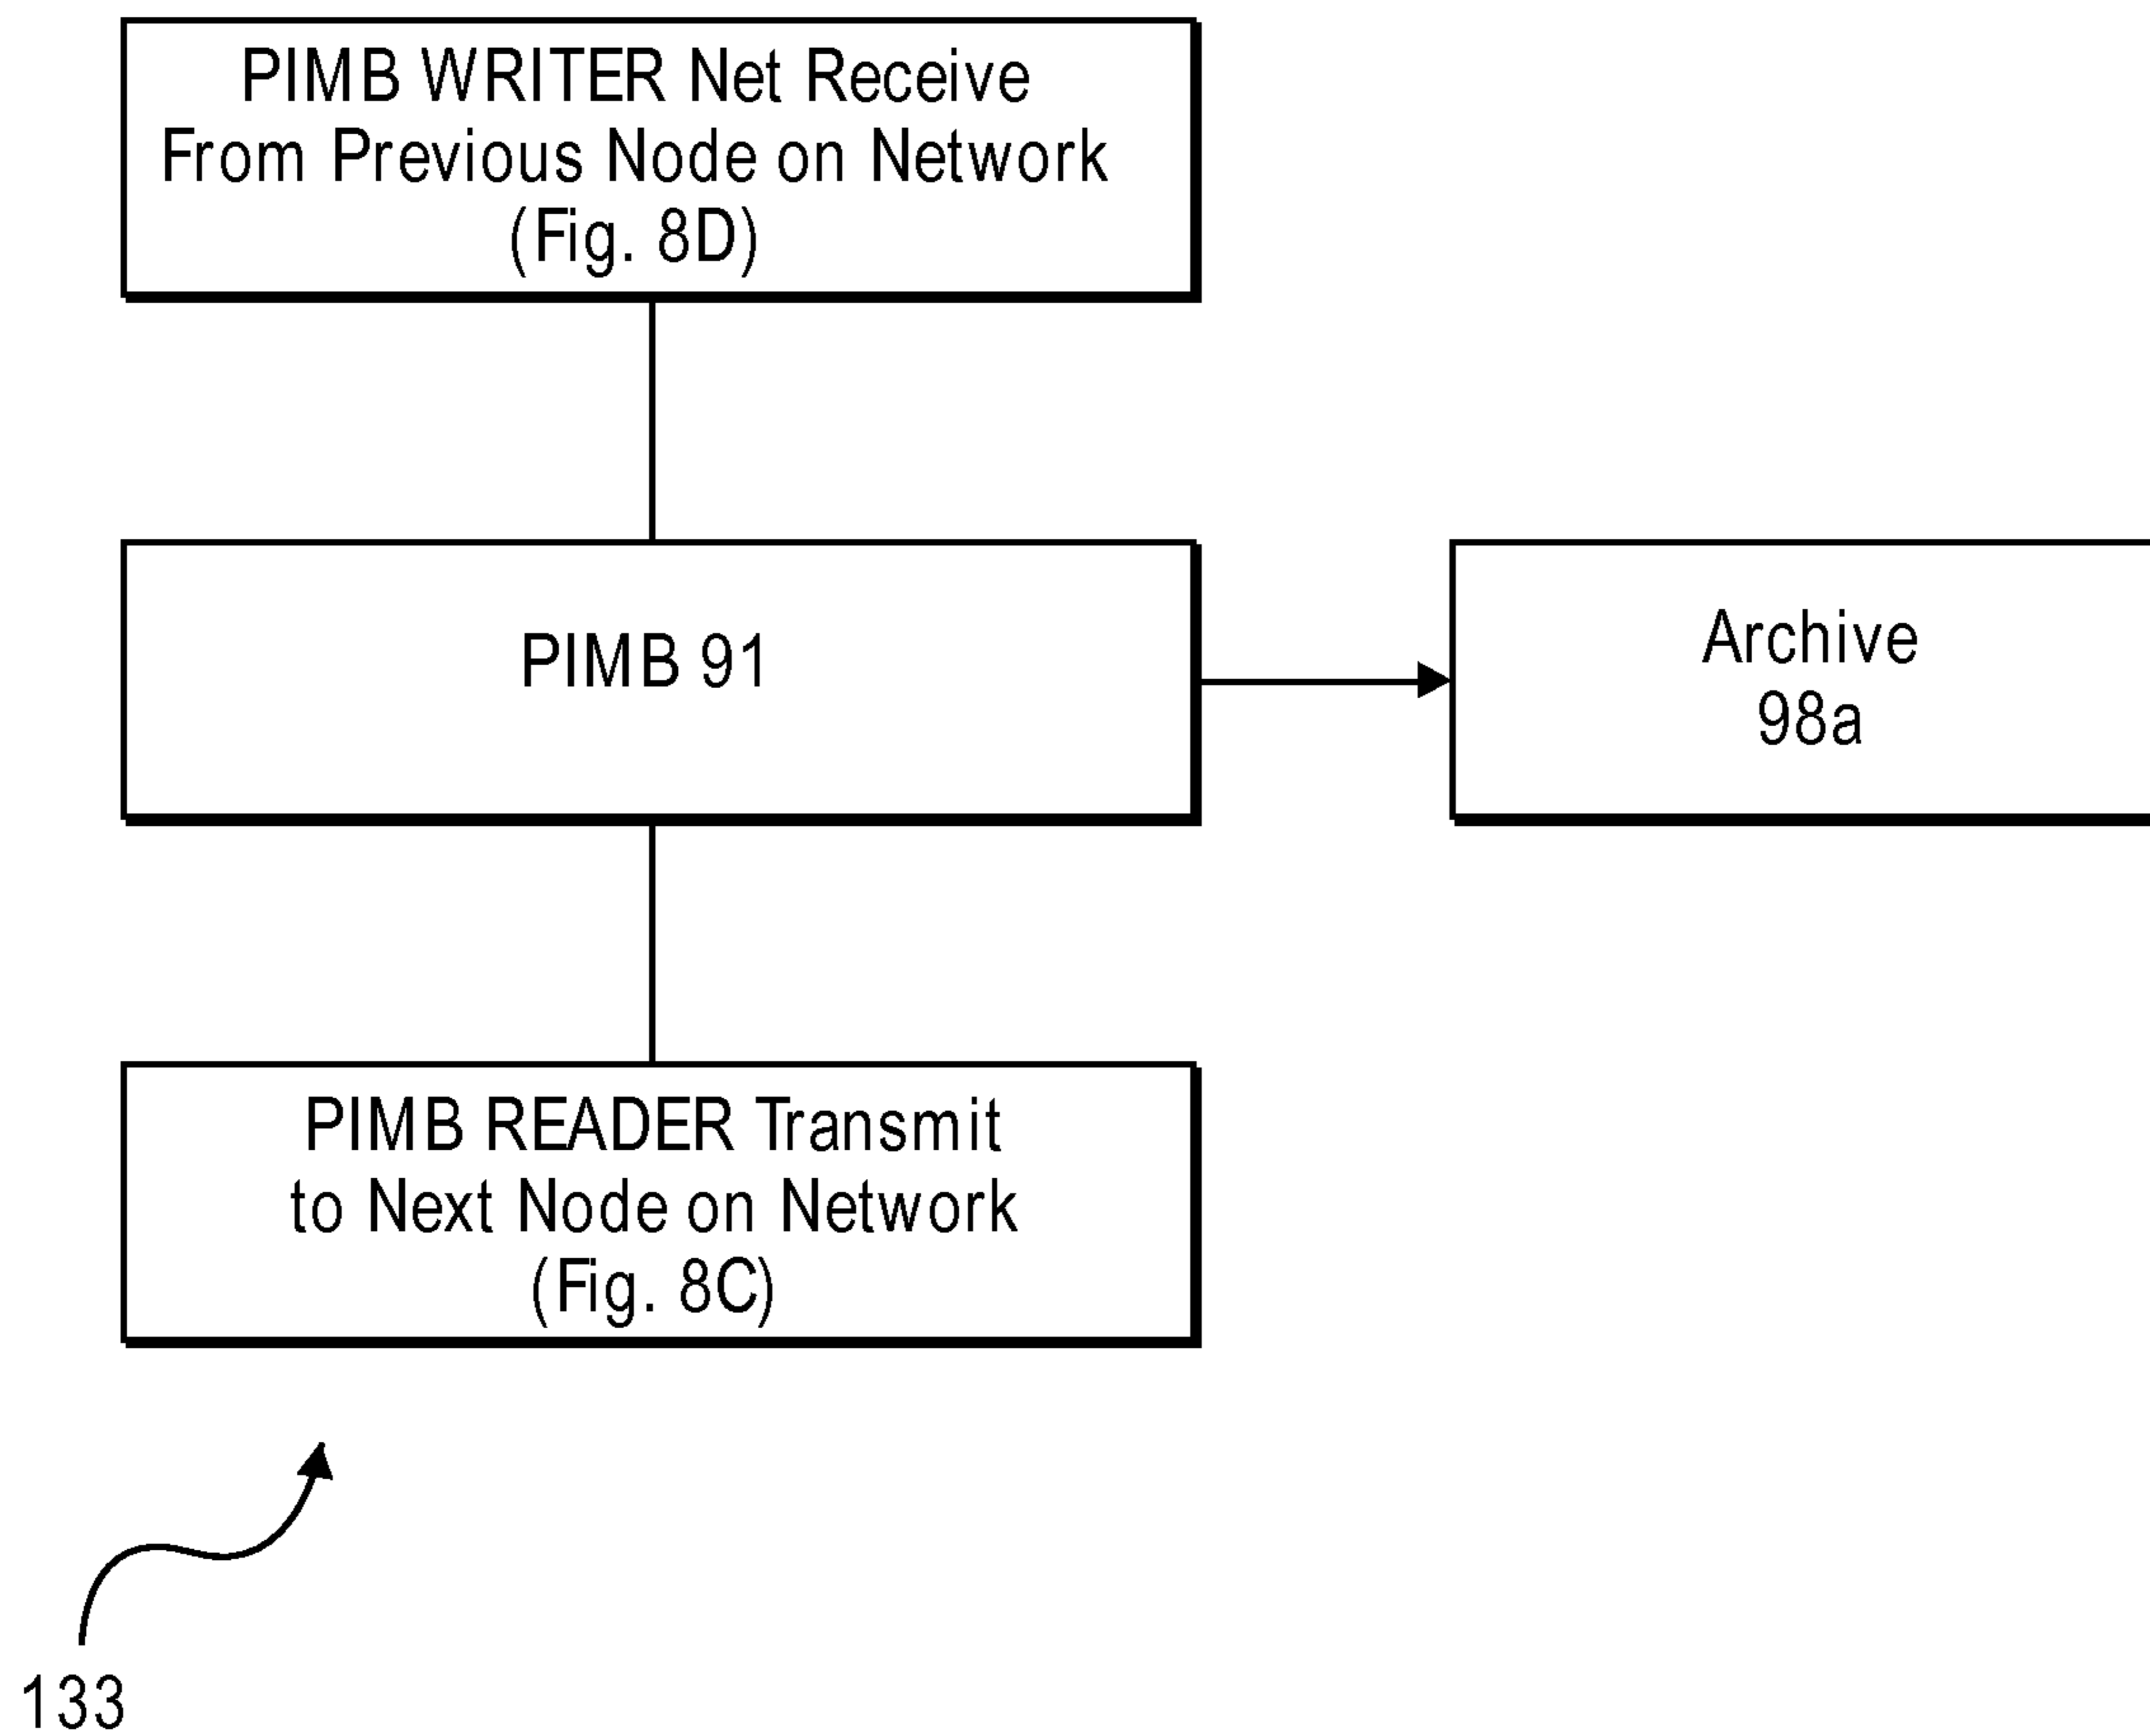 PIMB WRITER Net Receive
From Previous Node on Network
(Fig. 8D)
PIMB 91
Archive
98a
PIMB READER Transmit
to Next Node on Network
(Fig. 8C)
133